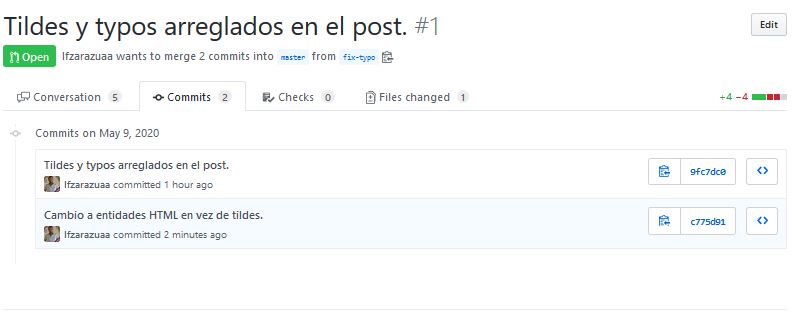 Tildes y typos arreglados en el post. #1
Edit
Open lfzarazuaa wants to merge 2 commits into master from fix-typo
Conversation 5 Commits 2 Checks 0 Files changed 1 +4 −4
Commits on May 9, 2020
Tildes y typos arreglados en el post.
lfzarazuaa committed 1 hour ago
9fc7dc0
Cambio a entidades HTML en vez de tildes.
lfzarazuaa committed 2 minutes ago
c775d91